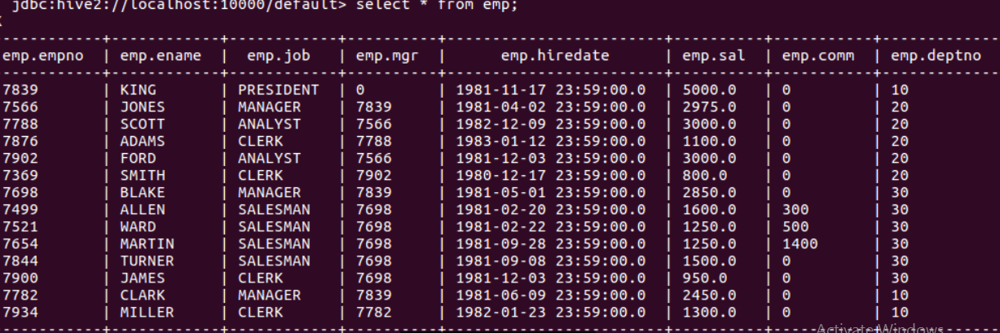 jdbc:hive2://localhost:10000/default> select * from emp;
-----------+------------+------------+----------+------------------------+----------+-----------+-------------
emp.empno | emp.ename | emp.job | emp.mgr | emp.hiredate | emp.sal | emp.comm | emp.deptno
-----------+------------+------------+----------+------------------------+----------+-----------+-------------
7839 | KING | PRESIDENT | 0 | 1981-11-17 23:59:00.0 | 5000.0 | 0 | 10
7566 | JONES | MANAGER | 7839 | 1981-04-02 23:59:00.0 | 2975.0 | 0 | 20
7788 | SCOTT | ANALYST | 7566 | 1982-12-09 23:59:00.0 | 3000.0 | 0 | 20
7876 | ADAMS | CLERK | 7788 | 1983-01-12 23:59:00.0 | 1100.0 | 0 | 20
7902 | FORD | ANALYST | 7566 | 1981-12-03 23:59:00.0 | 3000.0 | 0 | 20
7369 | SMITH | CLERK | 7902 | 1980-12-17 23:59:00.0 | 800.0 | 0 | 20
7698 | BLAKE | MANAGER | 7839 | 1981-05-01 23:59:00.0 | 2850.0 | 0 | 30
7499 | ALLEN | SALESMAN | 7698 | 1981-02-20 23:59:00.0 | 1600.0 | 300 | 30
7521 | WARD | SALESMAN | 7698 | 1981-02-22 23:59:00.0 | 1250.0 | 500 | 30
7654 | MARTIN | SALESMAN | 7698 | 1981-09-28 23:59:00.0 | 1250.0 | 1400 | 30
7844 | TURNER | SALESMAN | 7698 | 1981-09-08 23:59:00.0 | 1500.0 | 0 | 30
7900 | JAMES | CLERK | 7698 | 1981-12-03 23:59:00.0 | 950.0 | 0 | 30
7782 | CLARK | MANAGER | 7839 | 1981-06-09 23:59:00.0 | 2450.0 | 0 | 10
7934 | MILLER | CLERK | 7782 | 1982-01-23 23:59:00.0 | 1300.0 | 0 | 10
-----------+------------+------------+----------+------------------------+----------+-----------+-------------
Activate Windows